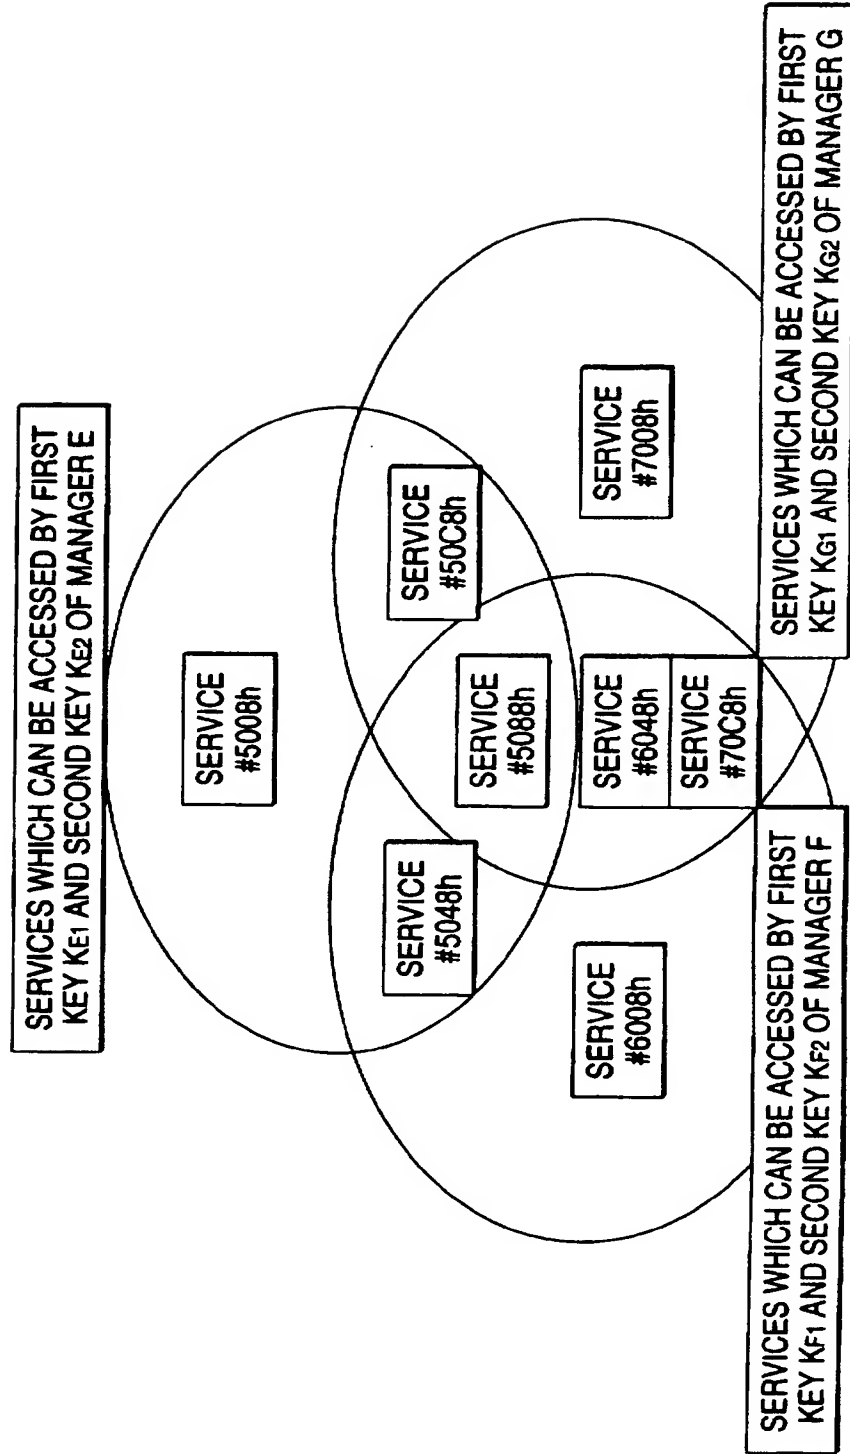 SERVICES WHICH CAN BE ACCESSED BY FIRST
KEY KE1 AND SECOND KEY KE2 OF MANAGER E
SERVICE
#5008h
SERVICE
#5048h
SERVICE
#50C8h
SERVICE
#5088h
SERVICE
#6008h
SERVICE
#6048h
SERVICE
#70C8h
SERVICE
#7008h
SERVICES WHICH CAN BE ACCESSED BY FIRST
KEY KF1 AND SECOND KEY KF2 OF MANAGER F
SERVICES WHICH CAN BE ACCESSED BY FIRST
KEY KG1 AND SECOND KEY KG2 OF MANAGER G